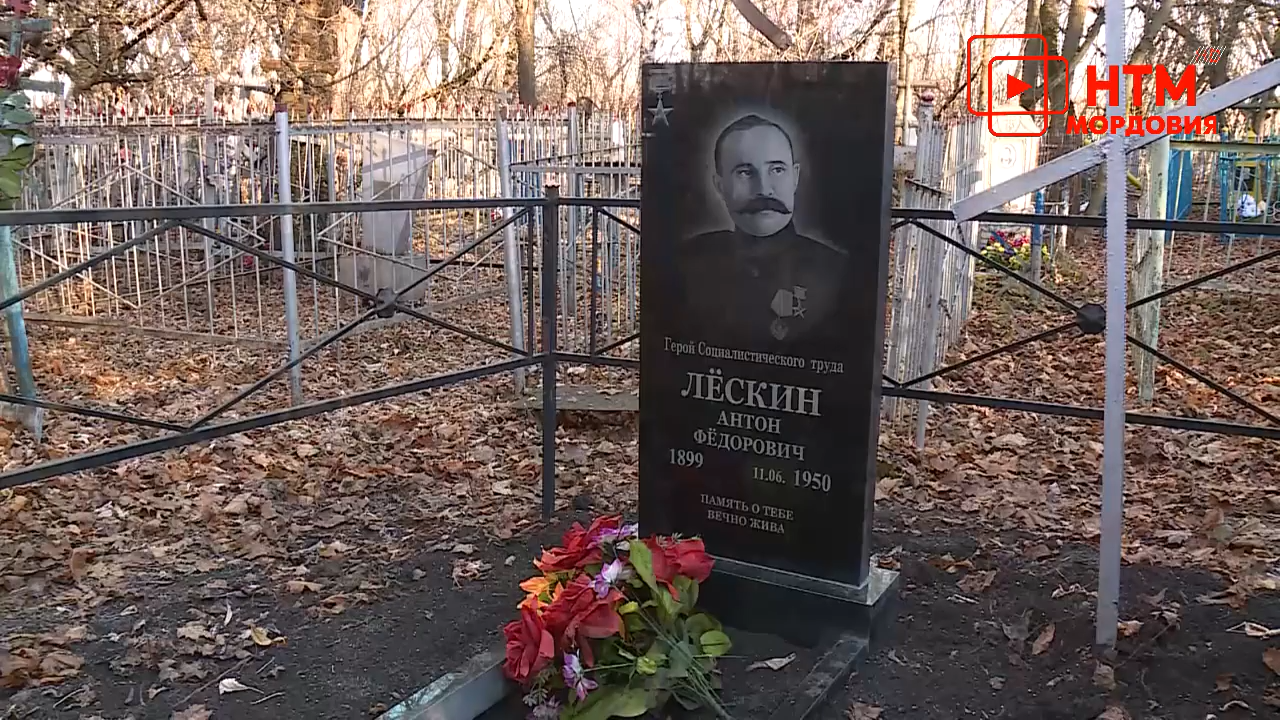 НТМ
МОРДОВИЯ
Герой Социалистического труда
ЛЁСКИН
АНТОН
ФЁДОРОВИЧ
1899 11.06. 1950
ПАМЯТЬ О ТЕБЕ
ВЕЧНО ЖИВА